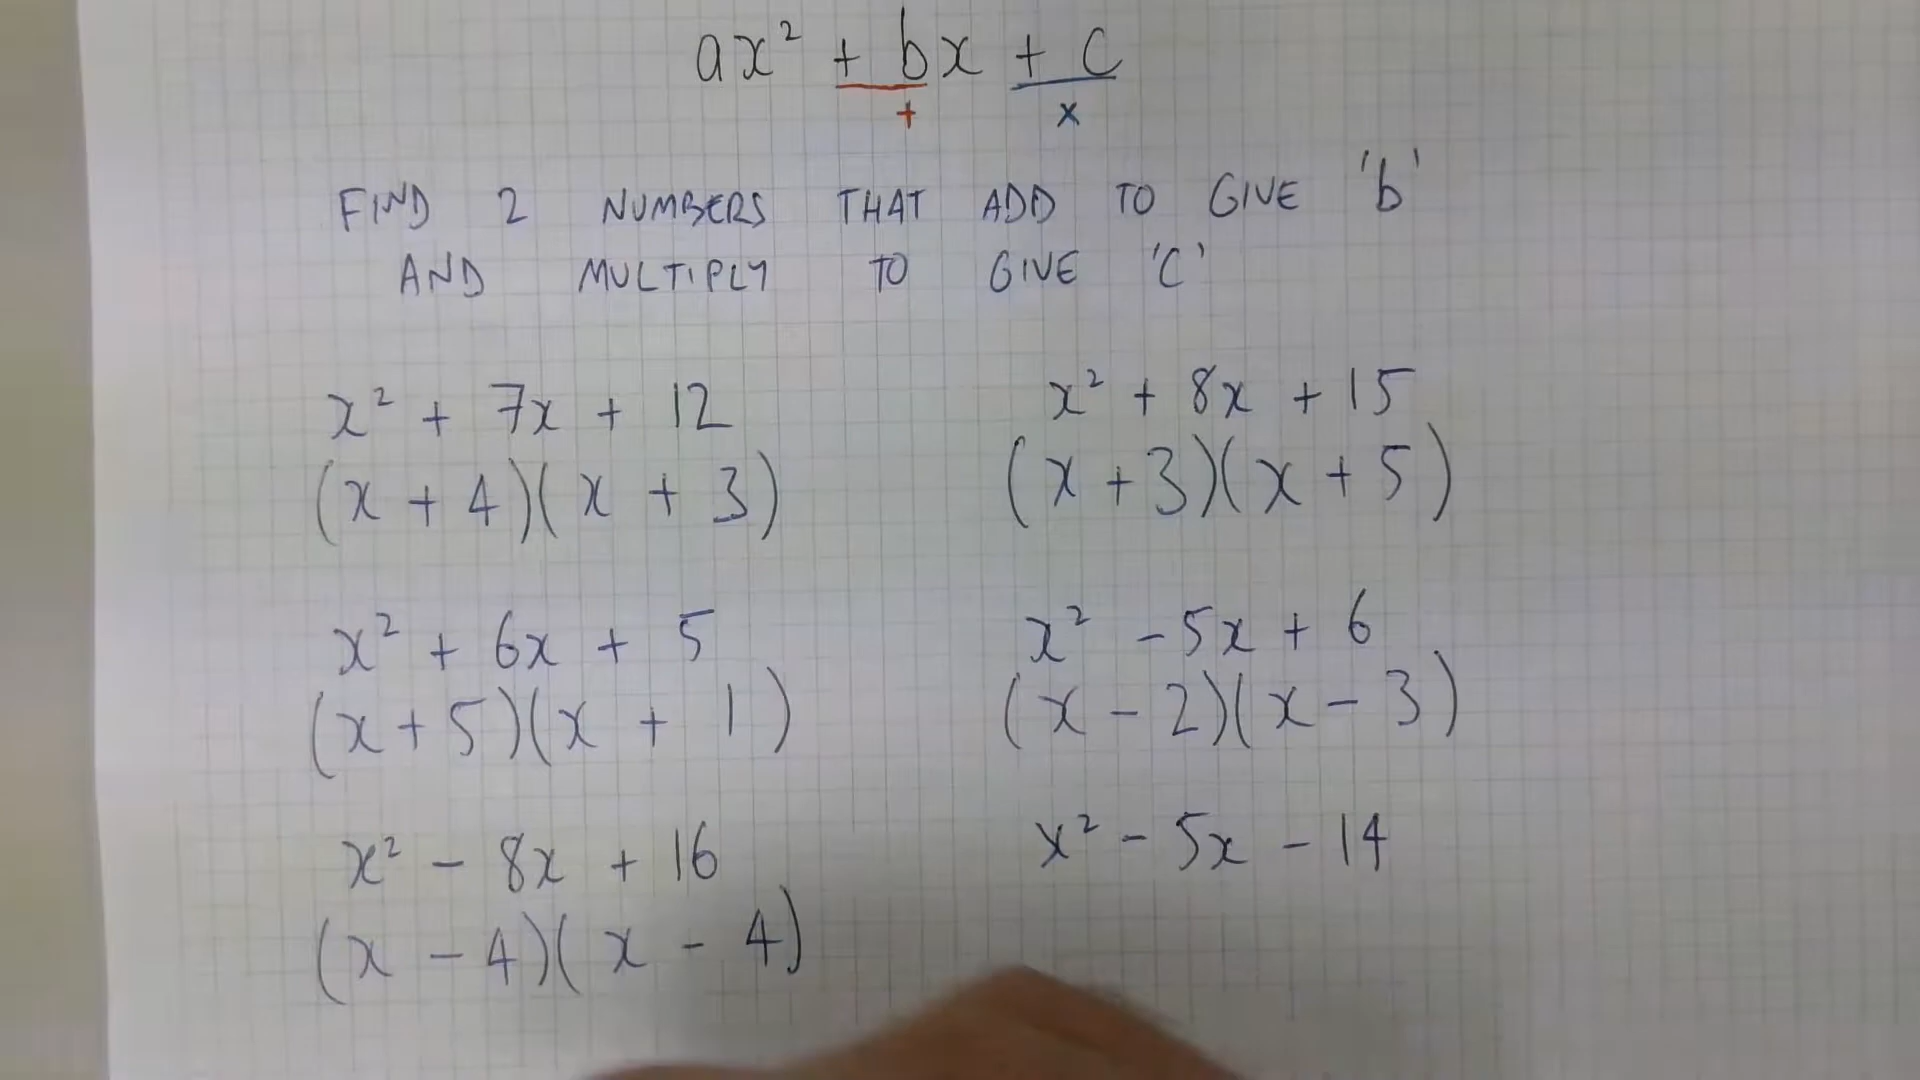 ax² + bx + c
+ x
FIND 2 NUMBERS THAT ADD TO GIVE 'b'
AND MULTIPLY TO GIVE 'C'
x² + 7x + 12
(x + 4)(x + 3)
x² + 8x + 15
(x + 3)(x + 5)
x² + 6x + 5
(x + 5)(x + 1)
x² - 5x + 6
(x - 2)(x - 3)
x² - 8x + 16
(x - 4)(x - 4)
x² - 5x - 14